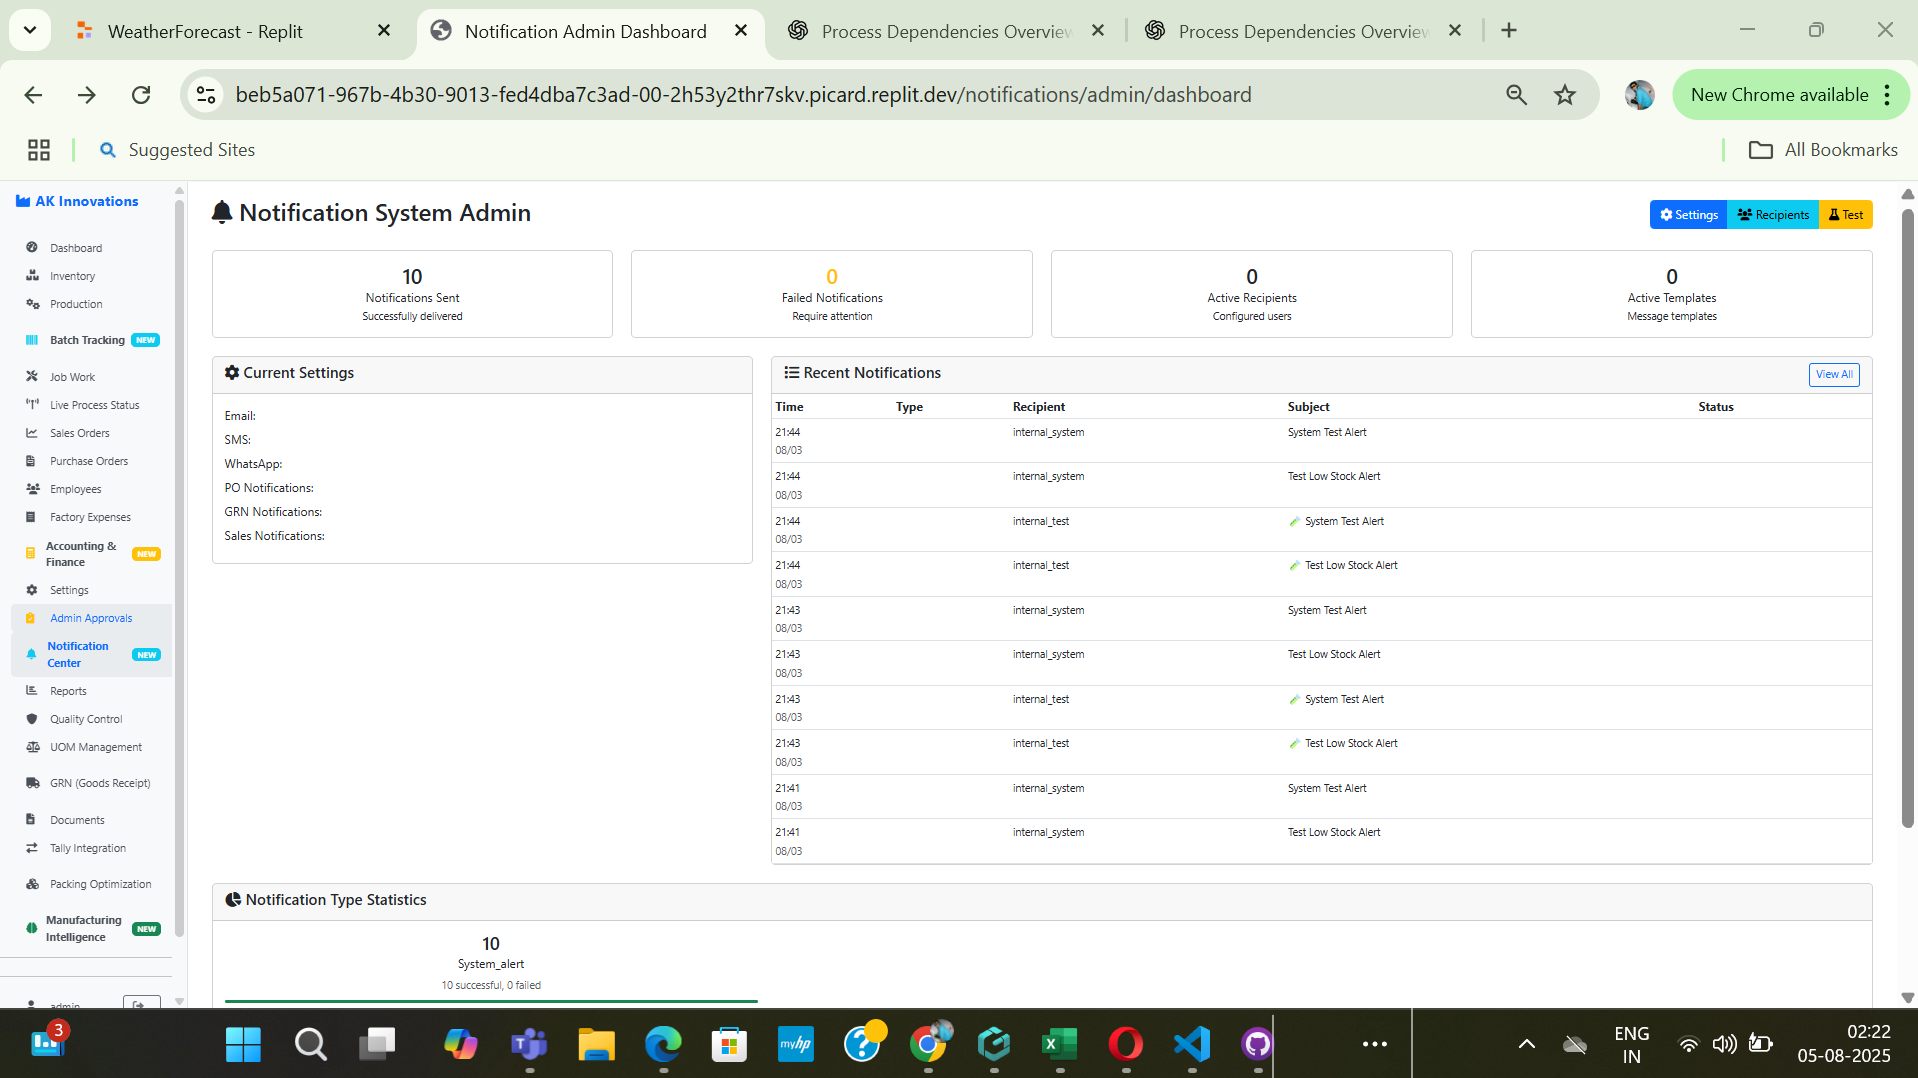 WeatherForecast - Replit
Notification Admin Dashboard
Process Dependencies Overview
Process Dependencies Overview
beb5a071-967b-4b30-9013-fed4dba7c3ad-00-2h53y2thr7skv.picard.replit.dev/notifications/admin/dashboard
New Chrome available
Suggested Sites
All Bookmarks
AK Innovations
Dashboard
Inventory
Production
Batch Tracking NEW
Job Work
Live Process Status
Sales Orders
Purchase Orders
Employees
Factory Expenses
Accounting &
Finance
NEW
Settings
Admin Approvals
Notification
Center
NEW
Reports
Quality Control
UOM Management
GRN (Goods Receipt)
Documents
Tally Integration
Packing Optimization
Manufacturing
Intelligence
NEW
admin
Notification System Admin
Settings
Recipients
Test
10
Notifications Sent
Successfully delivered
0
Failed Notifications
Require attention
0
Active Recipients
Configured users
0
Active Templates
Message templates
Current Settings
Email:
SMS:
WhatsApp:
PO Notifications:
GRN Notifications:
Sales Notifications:
Recent Notifications
View All
Time Type Recipient Subject Status
21:44 internal_system System Test Alert
08/03
21:44 internal_system Test Low Stock Alert
08/03
21:44 internal_test System Test Alert
08/03
21:44 internal_test Test Low Stock Alert
08/03
21:43 internal_system System Test Alert
08/03
21:43 internal_system Test Low Stock Alert
08/03
21:43 internal_test System Test Alert
08/03
21:43 internal_test Test Low Stock Alert
08/03
21:41 internal_system System Test Alert
08/03
21:41 internal_system Test Low Stock Alert
08/03
Notification Type Statistics
10
System_alert
10 successful, 0 failed
3
myhp
ENG
IN
02:22
05-08-2025